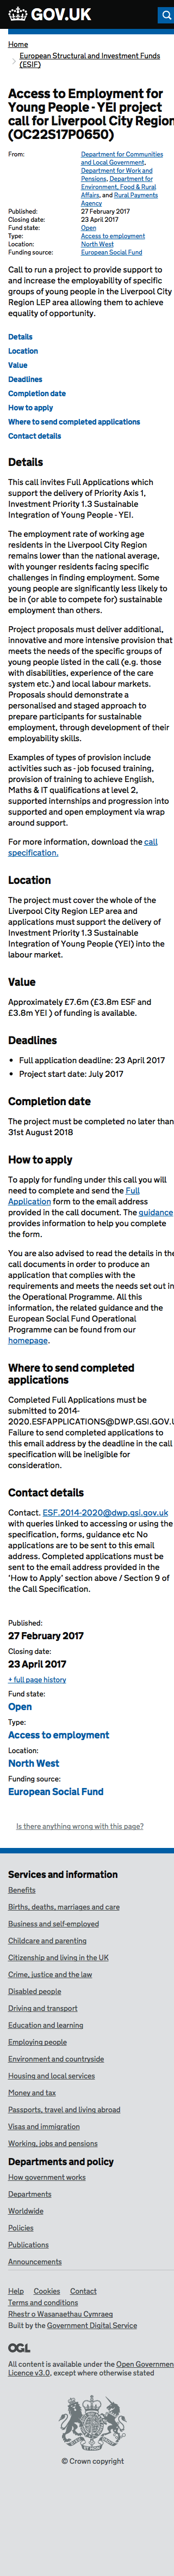 GOV.UK
Home
European Structural and Investment Funds
(ESIF)
Access to Employment for
Young People - YEI project
call for Liverpool City Region
(OC22S17P0650)
From: Department for Communities
and Local Government,
Department for Work and
Pensions, Department for
Environment, Food & Rural
Affairs, and Rural Payments
Agency
Published: 27 February 2017
Closing date: 23 April 2017
Fund state: Open
Type: Access to employment
Location: North West
Funding source: European Social Fund
Call to run a project to provide support to
and increase the employability of specific
groups of young people in the Liverpool City
Region LEP area allowing them to achieve
equality of opportunity.
Details
Location
Value
Deadlines
Completion date
How to apply
Where to send completed applications
Contact details
Details
This call invites Full Applications which
support the delivery of Priority Axis 1,
Investment Priority 1.3 Sustainable
Integration of Young People - YEI.
The employment rate of working age
residents in the Liverpool City Region
remains lower than the national average,
with younger residents facing specific
challenges in finding employment. Some
young people are significantly less likely to
be in (or able to compete for) sustainable
employment than others.
Project proposals must deliver additional,
innovative and more intensive provision that
meets the needs of the specific groups of
young people listed in the call (e.g. those
with disabilities, experience of the care
system etc.) and local labour markets.
Proposals should demonstrate a
personalised and staged approach to
prepare and support young people into
work, through development of their
employability skills.
Examples of types of provision include
activities such as - job focused training,
provision of training to achieve English,
Maths & IT qualifications at level 2,
supported internships and progression into
supported and open employment via wrap
around support.
For more information, download the call
specification.
Location
The project must cover the whole of the
Liverpool City Region LEP area and
applications must support the delivery of
Investment Priority 1.3 Sustainable
Integration of Young People (YEI) into the
labour market.
Value
Approximately £7.6m (£3.8m ESF and
£3.8m YEI ) of funding is available.
Deadlines
Full application deadline: 23 April 2017
Project start date: July 2017
Completion date
The project must be completed no later than
31st August 2018
How to apply
To apply for funding under this call you will
need to complete and send the Full
Application form to the email address
provided in the call document. The guidance
provides information to help you complete
the form.
You are also advised to read the details in the
call documents in order to produce an
application that complies with the
requirements and meets the needs set out in
the Operational Programme. All this
information, the related guidance and the
European Social Fund Operational
Programme can be found from our
homepage.
Where to send completed
applications
Completed Full Applications must be
submitted to 2014-
2020.ESFAPPLICATIONS@DWP.GSI.GOV.U
Failure to send completed applications to
this email address by the deadline in the call
specification will be ineligible for
consideration.
Contact details
Contact. ESF.2014-2020@dwp.gsi.gov.uk
with queries linked to accessing or using the
specification, forms, guidance etc No
applications are to be sent to this email
address. Completed applications must be
sent to the email address provided in the
'How to Apply' section above / Section 9 of
the Call Specification.
Published:
27 February 2017
Closing date:
23 April 2017
+ full page history
Fund state:
Open
Type:
Access to employment
Location:
North West
Funding source:
European Social Fund
Is there anything wrong with this page?
Services and information
Benefits
Births, deaths, marriages and care
Business and self-employed
Childcare and parenting
Citizenship and living in the UK
Crime, justice and the law
Disabled people
Driving and transport
Education and learning
Employing people
Environment and countryside
Housing and local services
Money and tax
Passports, travel and living abroad
Visas and immigration
Working, jobs and pensions
Departments and policy
How government works
Departments
Worldwide
Policies
Publications
Announcements
Help Cookies Contact
Terms and conditions
Rhestr o Wasanaethau Cymraeg
Built by the Government Digital Service
OGL
All content is available under the Open Governmen
Licence v3.0, except where otherwise stated
© Crown copyright